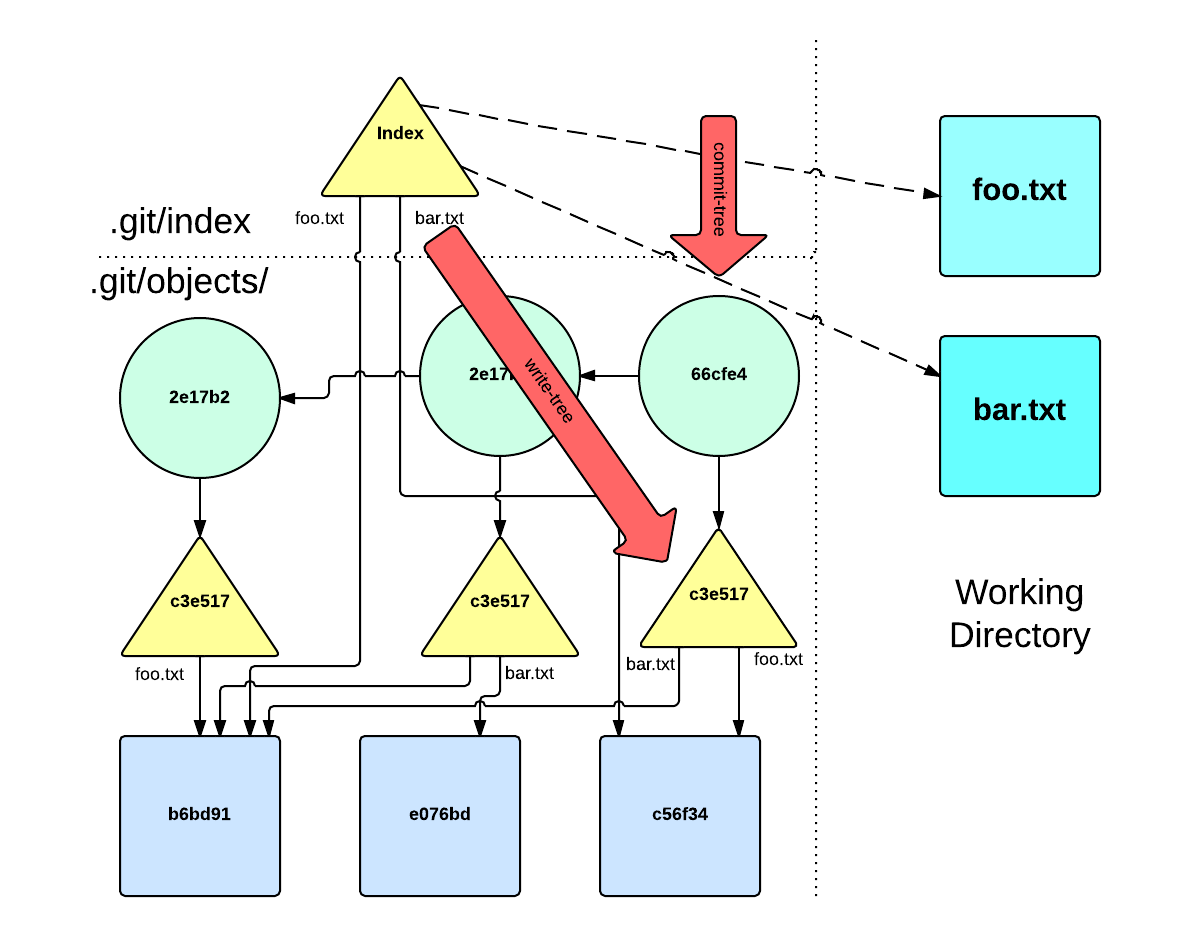 Index
commit-tree
foo.txt
foo.txt
bar.txt
.git/index
.git/objects/
2e17b2
2e17
66cfe4
write-tree
bar.txt
c3e517
c3e517
c3e517
Working
Directory
foo.txt
bar.txt
bar.txt
foo.txt
b6bd91
e076bd
c56f34